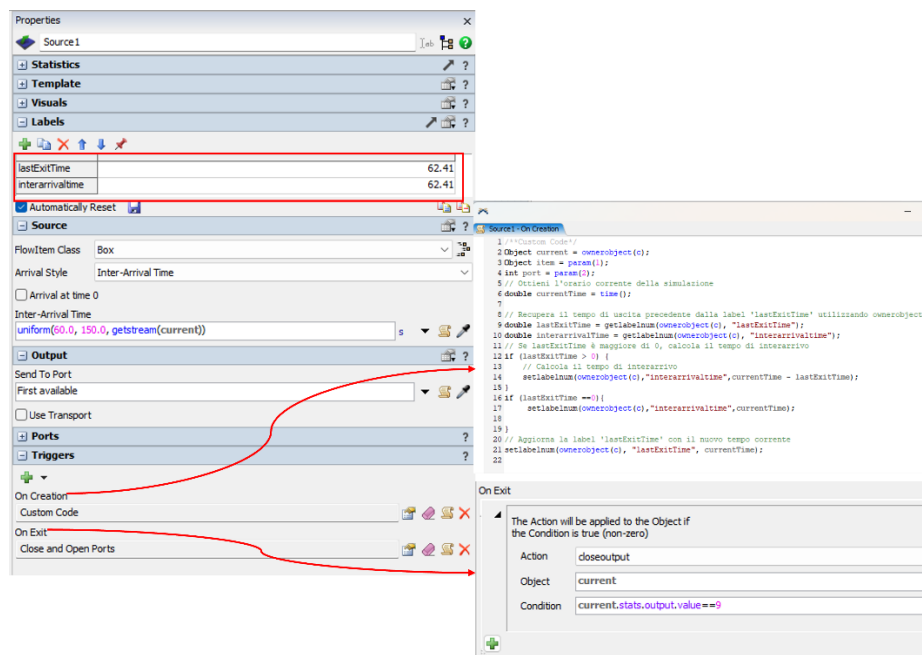 Properties
Source1
Statistics
Template
Visuals
Labels
lastExitTime 62.41
interarrivaltime 62.41
Automatically Reset
Source
FlowItem Class Box
Arrival Style Inter-Arrival Time
Arrival at time 0
Inter-Arrival Time
uniform(60.0, 150.0, getstream(current)) s
Output
Send To Port
First available
Use Transport
Ports
Triggers
On Creation
Custom Code
On Exit
Close and Open Ports
Source1 - On Creation
1 /**Custom Code*/
2 Object current = ownerobject(c);
3 Object item = param(1);
4 int port = param(2);
5 // Ottieni l'orario corrente della simulazione
6 double currentTime = time();
7
8 // Recupera il tempo di uscita precedente dalla label 'lastExitTime' utilizzando ownerobject
9 double lastExitTime = getlabelnum(ownerobject(c), "lastExitTime");
10 double interarrivalTime = getlabelnum(ownerobject(c), "interarrivaltime");
11 // Se lastExitTime è maggiore di 0, calcola il tempo di interarrivo
12 if (lastExitTime > 0) {
13 // Calcola il tempo di interarrivo
14 setlabelnum(ownerobject(c),"interarrivaltime",currentTime - lastExitTime);
15 }
16 if (lastExitTime ==0){
17 setlabelnum(ownerobject(c),"interarrivaltime",currentTime);
18
19 }
20 // Aggiorna la label 'lastExitTime' con il nuovo tempo corrente
21 setlabelnum(ownerobject(c), "lastExitTime", currentTime);
22
On Exit
The Action will be applied to the Object if
the Condition is true (non-zero)
Action closeoutput
Object current
Condition current.stats.output.value==9